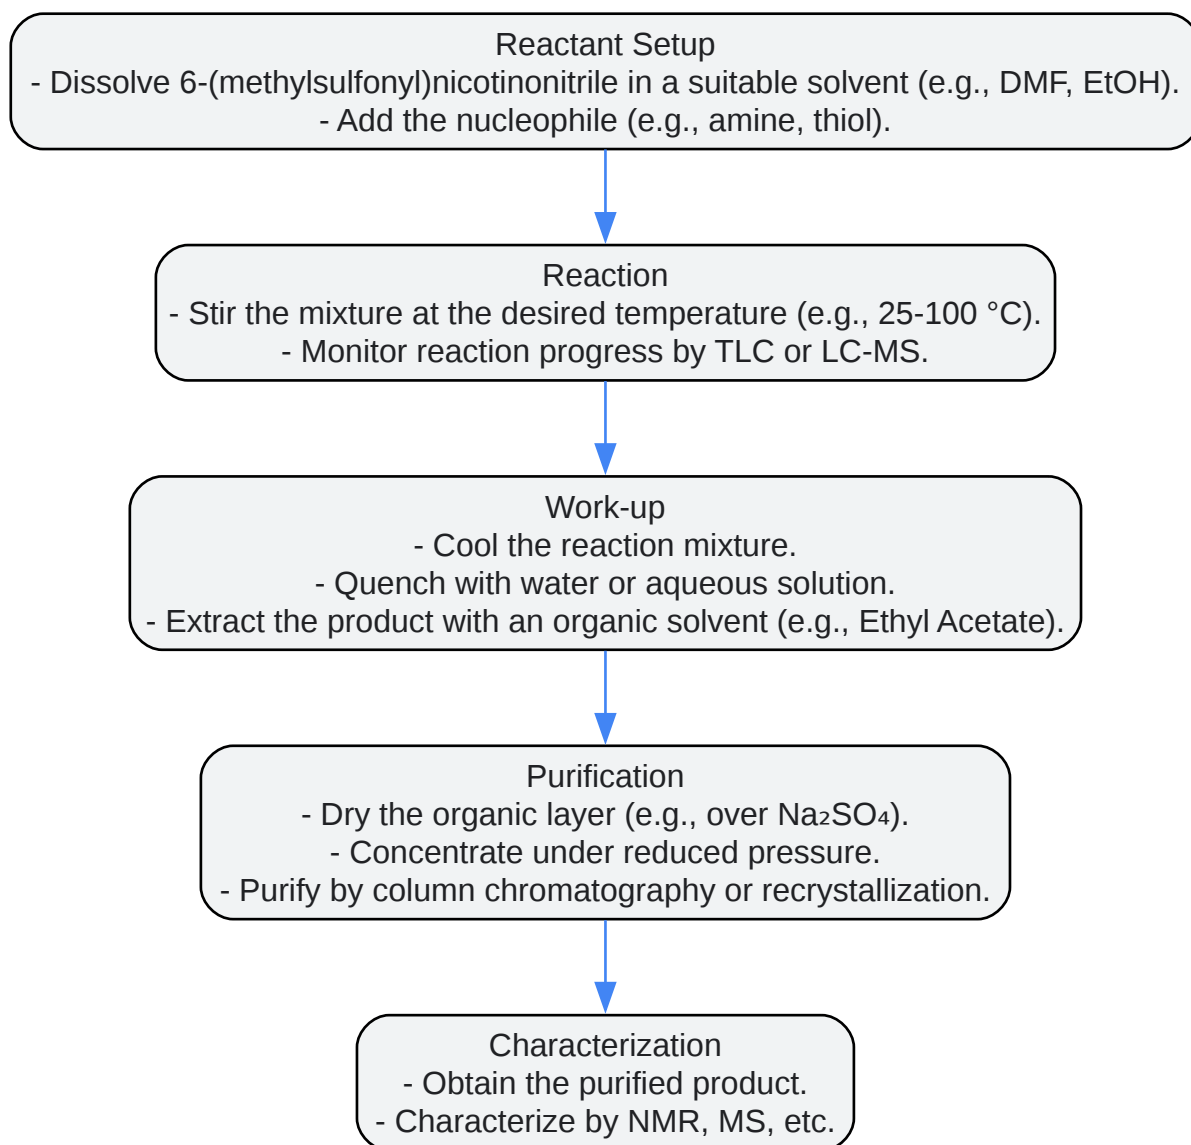 Reactant Setup
- Dissolve 6-(methylsulfonyl)nicotinonitrile in a suitable solvent (e.g., DMF, EtOH).
- Add the nucleophile (e.g., amine, thiol).
Reaction
- Stir the mixture at the desired temperature (e.g., 25-100 °C).
- Monitor reaction progress by TLC or LC-MS.
Work-up
- Cool the reaction mixture.
- Quench with water or aqueous solution.
- Extract the product with an organic solvent (e.g., Ethyl Acetate).
Purification
- Dry the organic layer (e.g., over Na₂SO₄).
- Concentrate under reduced pressure.
- Purify by column chromatography or recrystallization.
Characterization
- Obtain the purified product.
- Characterize by NMR, MS, etc.